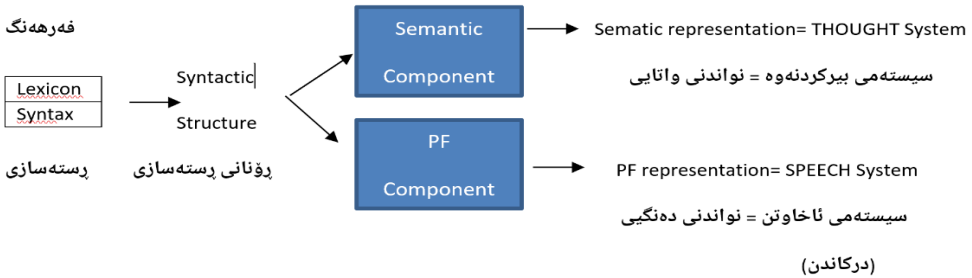 فەرهەنگ
Lexicon
Syntax
ڕستەسازی
Syntactic
Structure
ڕۆنانی ڕستەسازی
Semantic
Component
PF
Component
Sematic representation= THOUGHT System
سیستەمی بیرکردنەوە = نواندنی واتایی
PF representation= SPEECH System
سیستەمی ئاخاوتن = نواندنی دەنگیی
(درکاندن)